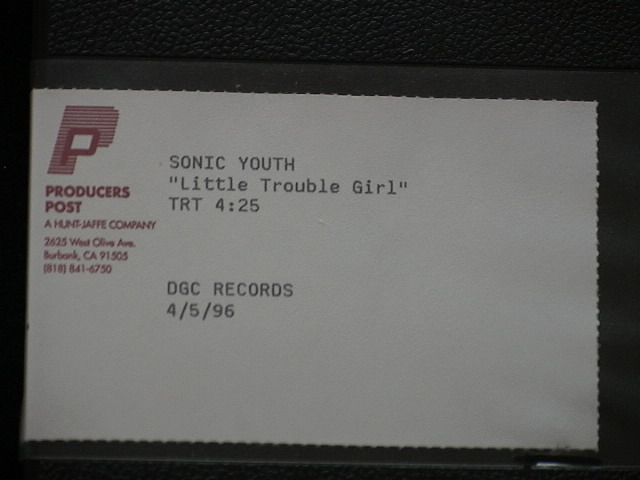 P
PRODUCERS
POST
A HUNT-JAFFE COMPANY
2625 West Olive Ave.
Burbank, CA 91505
(818) 841-6750
SONIC YOUTH
"Little Trouble Girl"
TRT 4:25
DGC RECORDS
4/5/96